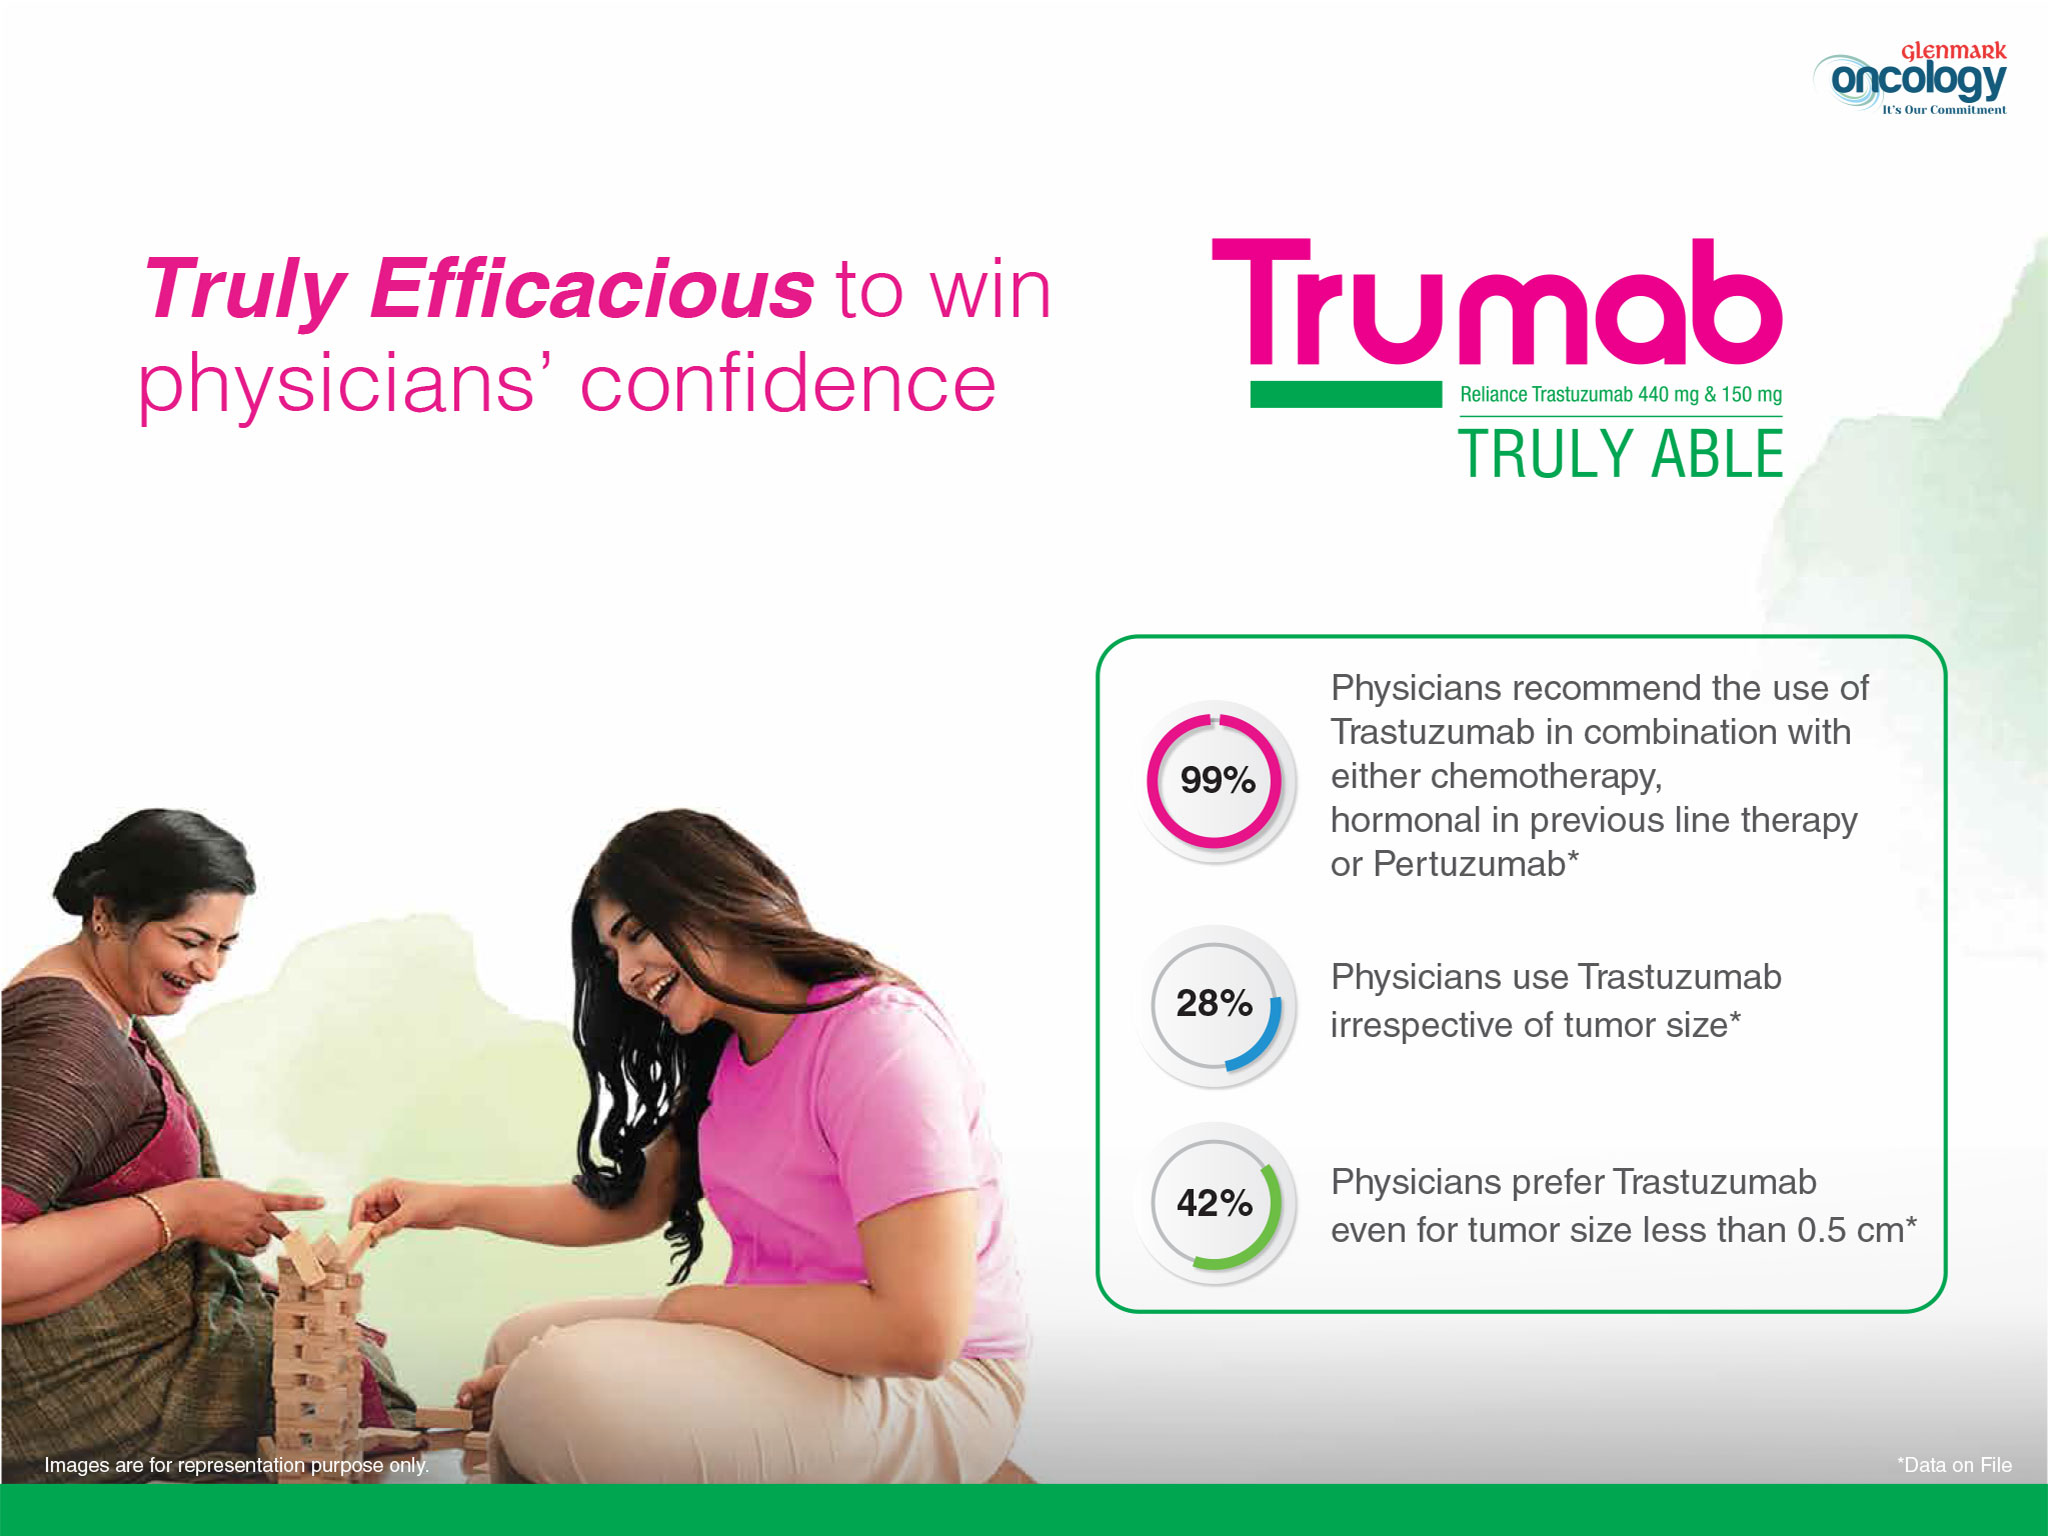 Glenmark
oncology
It's Our Commitment
Truly Efficacious to win
physicians’ confidence
Trumab
Reliance Trastuzumab 440 mg & 150 mg
TRULY ABLE
99%
Physicians recommend the use of
Trastuzumab in combination with
either chemotherapy,
hormonal in previous line therapy
or Pertuzumab*
28%
Physicians use Trastuzumab
irrespective of tumor size*
42%
Physicians prefer Trastuzumab
even for tumor size less than 0.5 cm*
Images are for representation purpose only.
*Data on File